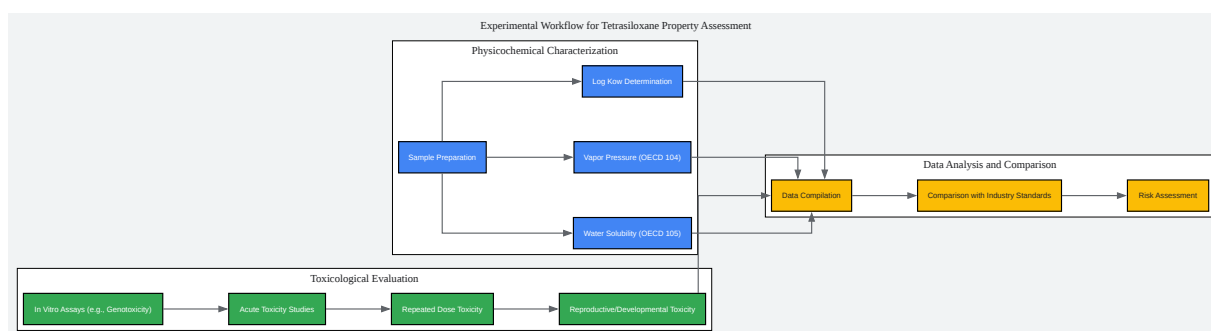 Experimental Workflow for Tetrasiloxane Property Assessment
Physicochemical Characterization
Log Kow Determination
Sample Preparation
Vapor Pressure (OECD 104)
Water Solubility (OECD 105)
Data Analysis and Comparison
Data Compilation
Comparison with Industry Standards
Risk Assessment
Toxicological Evaluation
In Vitro Assays (e.g., Genotoxicity)
Acute Toxicity Studies
Repeated Dose Toxicity
Reproductive/Developmental Toxicity